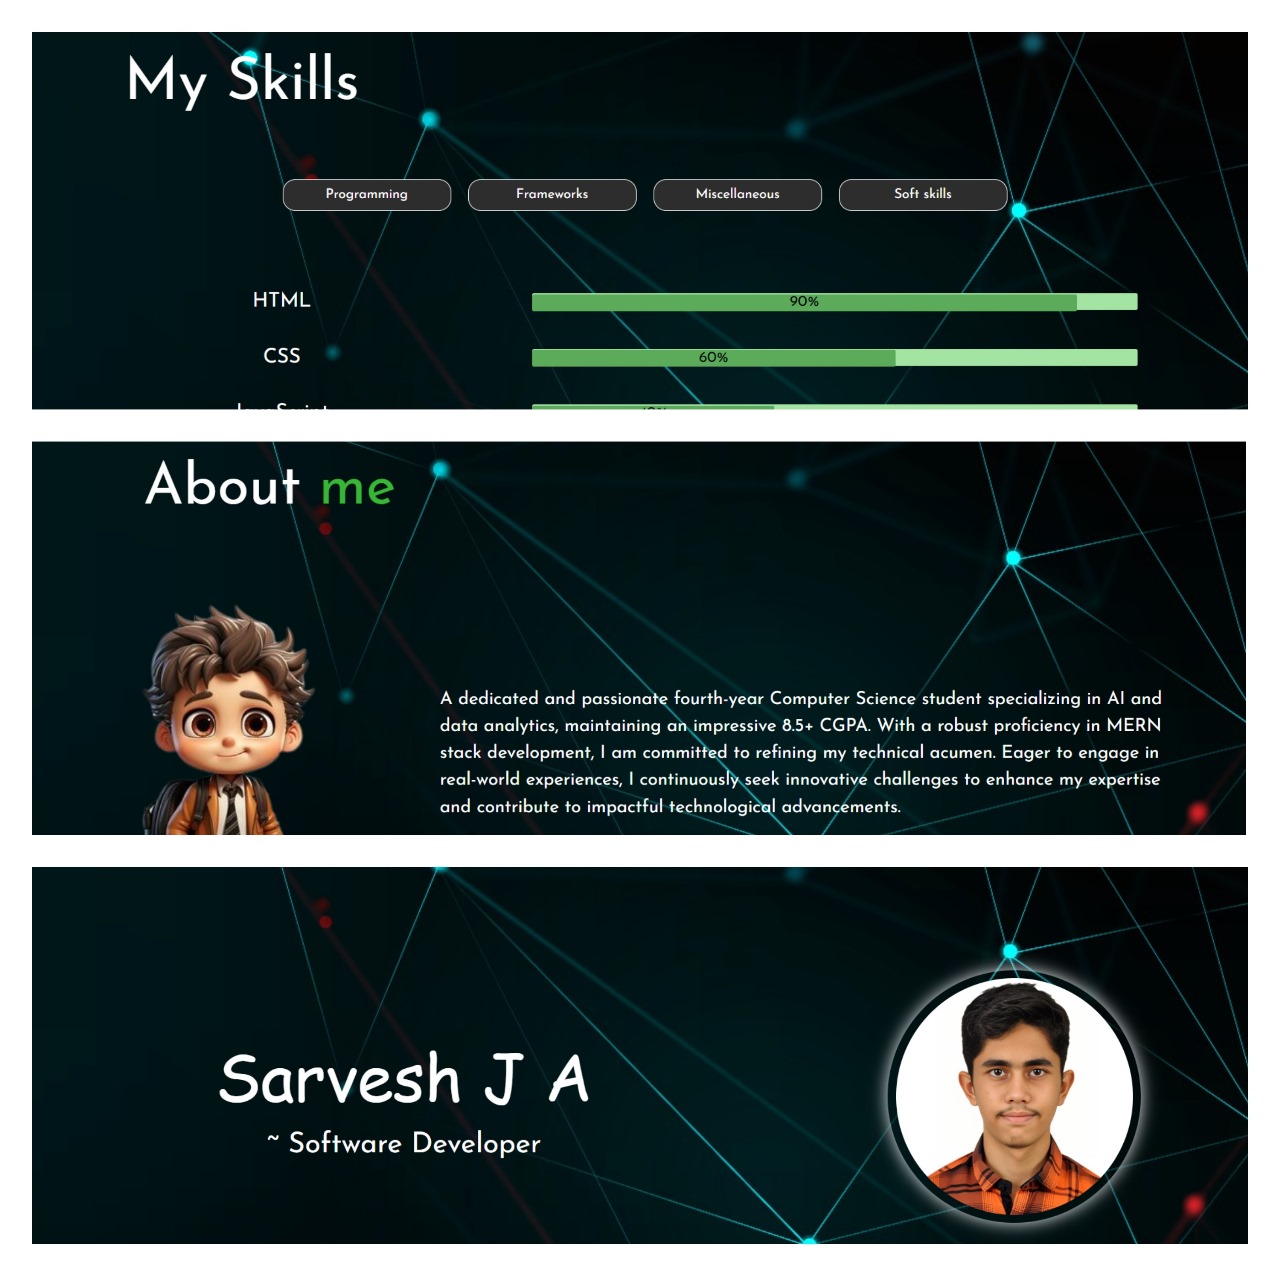 My Skills
Programming Frameworks Miscellaneous Soft skills
HTML 90%
CSS 60%
JavaScript 40%
About me
A dedicated and passionate fourth-year Computer Science student specializing in AI and
data analytics, maintaining an impressive 8.5+ CGPA. With a robust proficiency in MERN
stack development, I am committed to refining my technical acumen. Eager to engage in
real-world experiences, I continuously seek innovative challenges to enhance my expertise
and contribute to impactful technological advancements.
Sarvesh J A
~ Software Developer